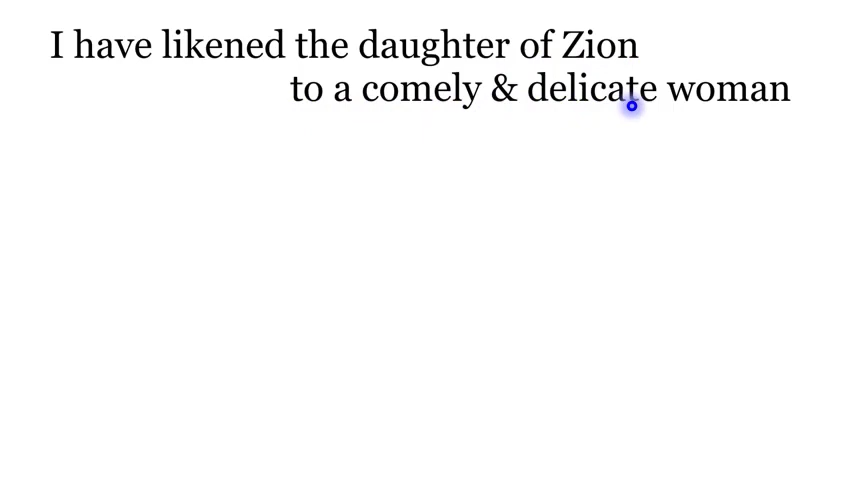 I have likened the daughter of Zion
to a comely & delicate woman